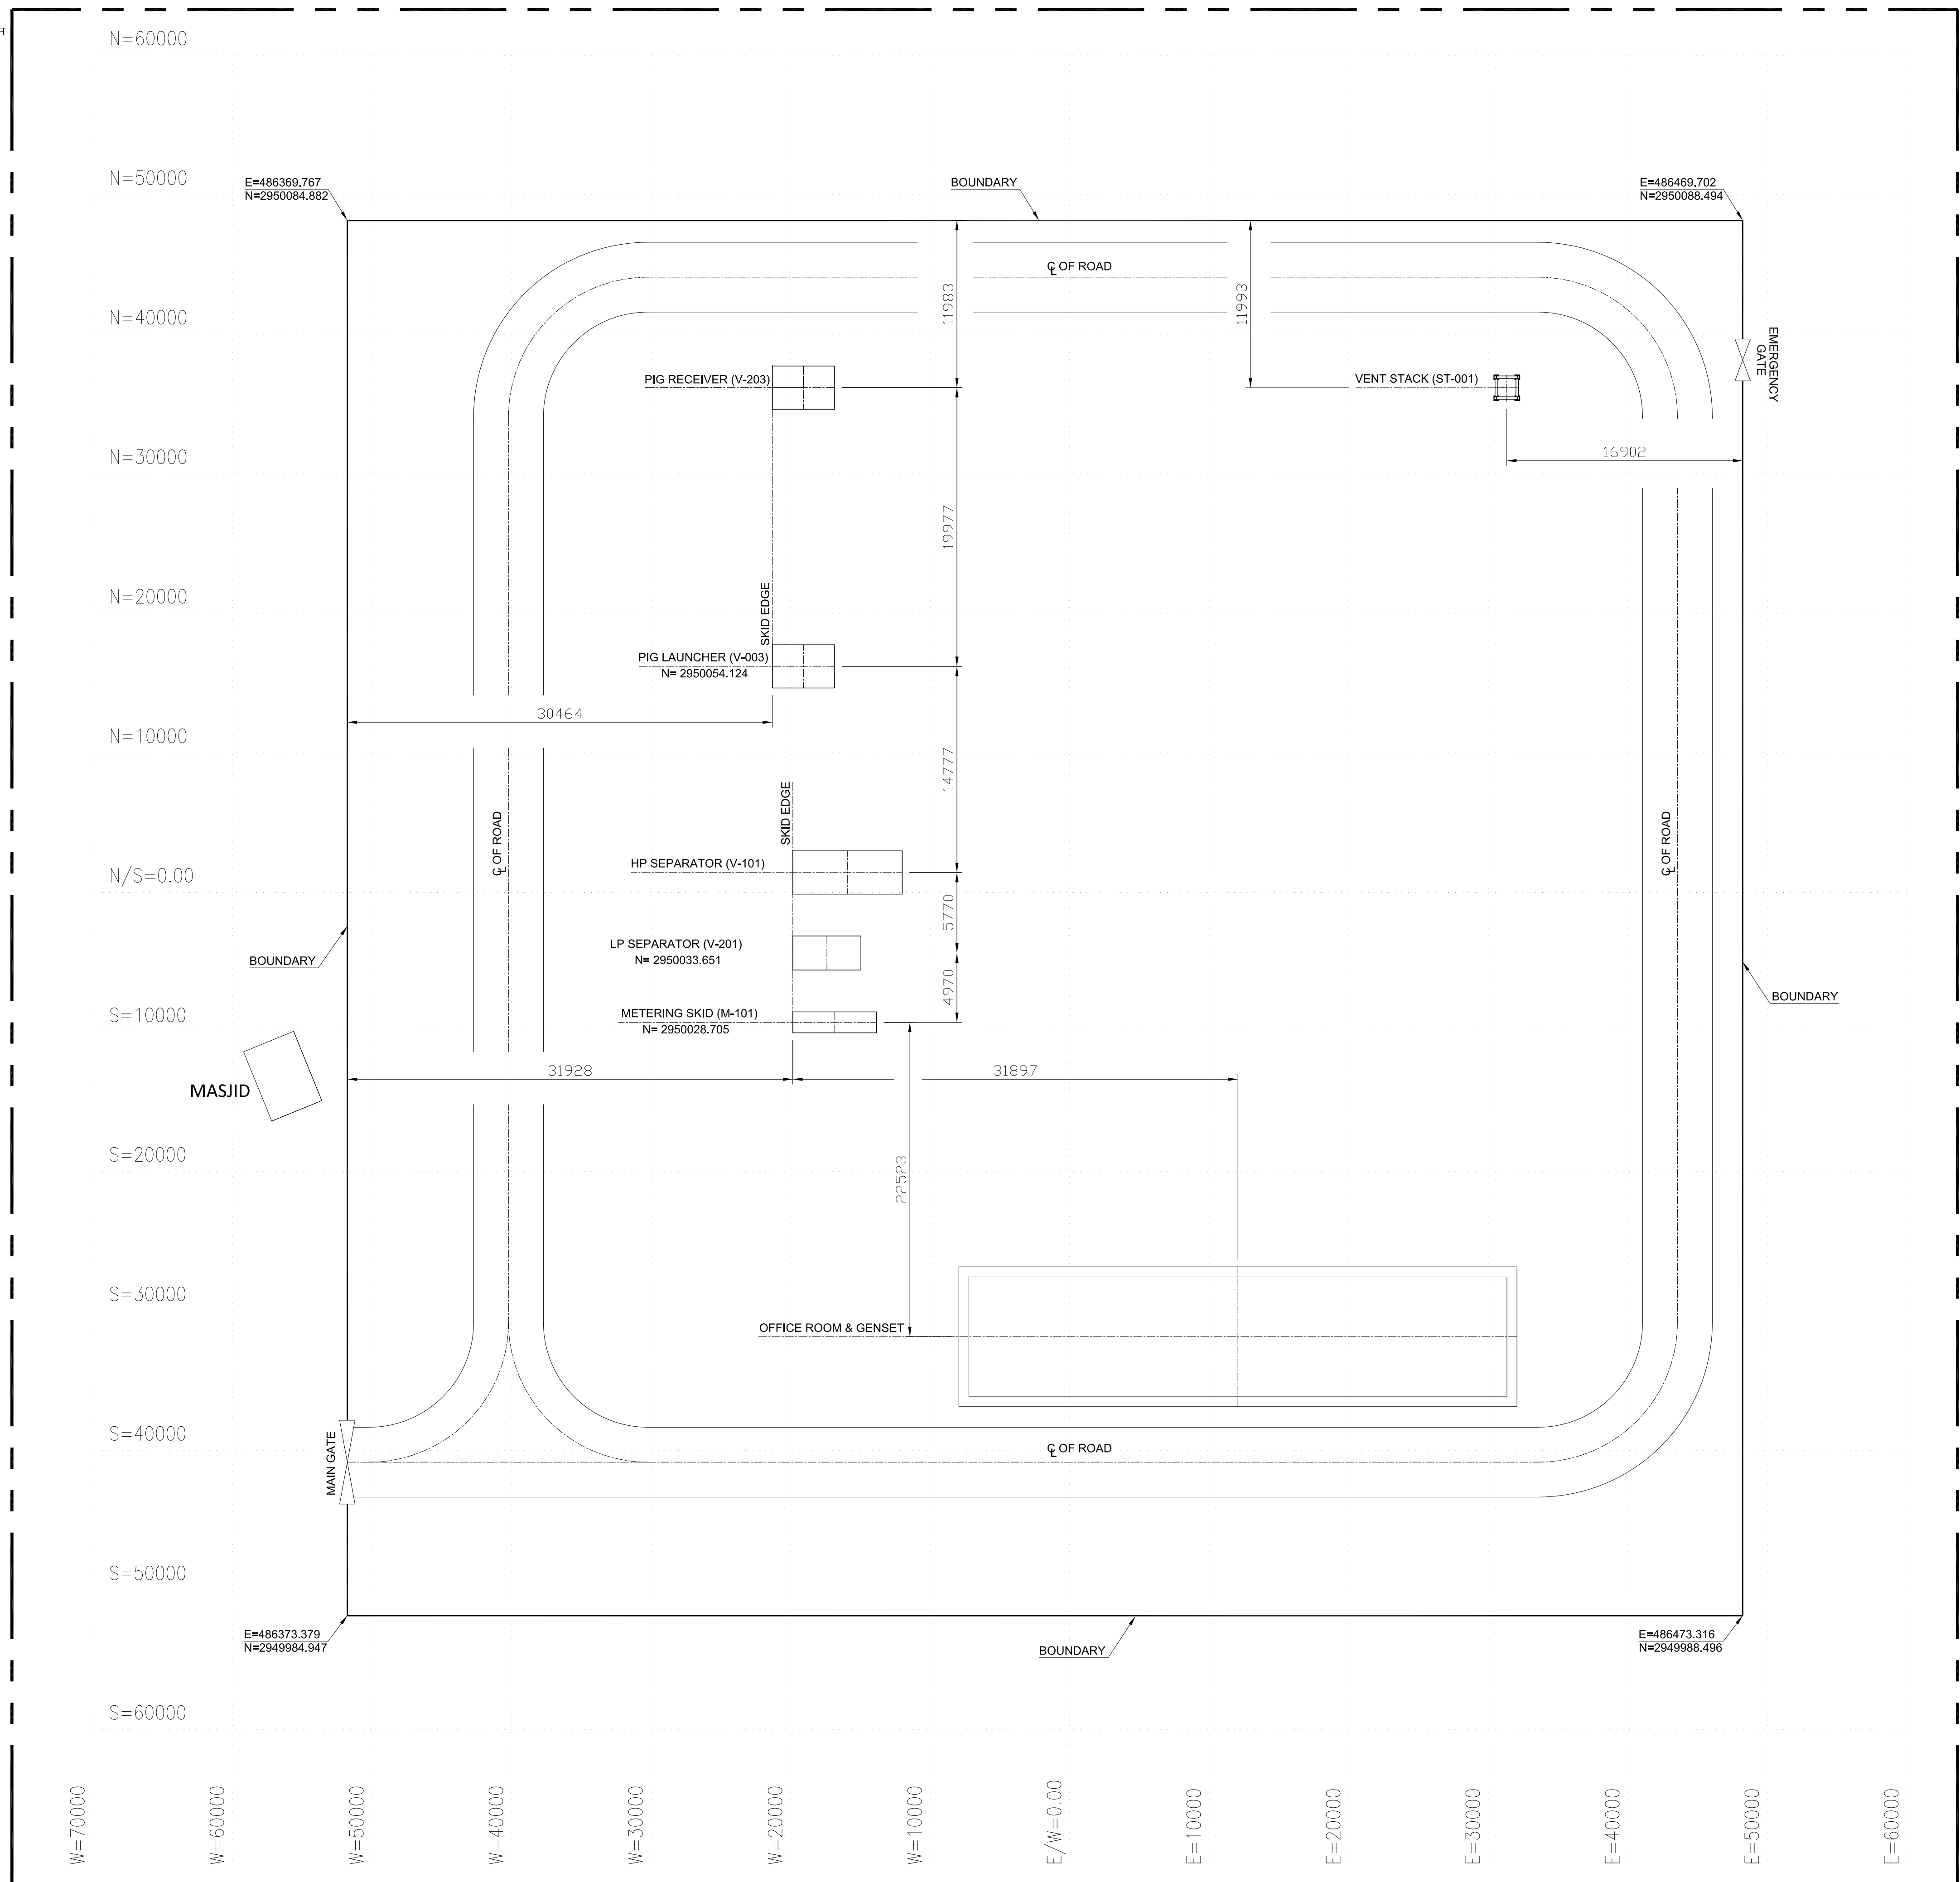 H
N=60000
N=50000
E=486369.767
N=2950084.882
BOUNDARY
E=486469.702
N=2950088.494
℄ OF ROAD
N=40000
11983
11993
EMERGENCY
GATE
PIG RECEIVER (V-203)
VENT STACK (ST-001)
N=30000
16902
19977
N=20000
SKID EDGE
PIG LAUNCHER (V-003)
N= 2950054.124
30464
N=10000
14777
SKID EDGE
℄ OF ROAD
℄ OF ROAD
HP SEPARATOR (V-101)
N/S=0.00
5770
LP SEPARATOR (V-201)
N= 2950033.651
BOUNDARY
4970
BOUNDARY
S=10000
METERING SKID (M-101)
N= 2950028.705
31928
31897
MASJID
S=20000
22523
S=30000
OFFICE ROOM & GENSET
S=40000
℄ OF ROAD
MAIN GATE
S=50000
E=486373.379
N=2949984.947
BOUNDARY
E=486473.316
N=2949988.496
S=60000
W=70000
W=60000
W=50000
W=40000
W=30000
W=20000
W=10000
E/W=0.00
E=10000
E=20000
E=30000
E=40000
E=50000
E=60000